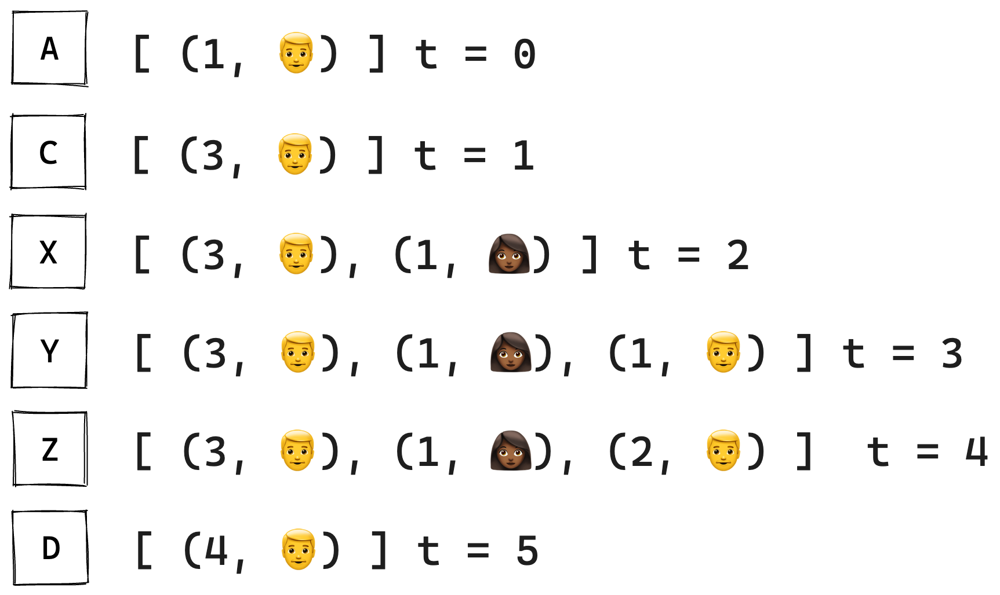 A [ (1, 👨) ] t = 0
C [ (3, 👨) ] t = 1
X [ (3, 👨), (1, 👩🏾) ] t = 2
Y [ (3, 👨), (1, 👩🏾), (1, 👨) ] t = 3
Z [ (3, 👨), (1, 👩🏾), (2, 👨) ] t = 4
D [ (4, 👨) ] t = 5